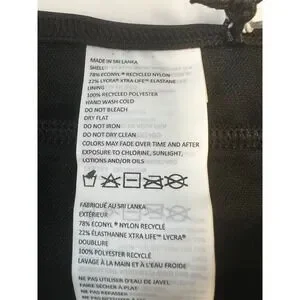 MADE IN SRI LANKA
SHELL
78% ECONYL® RECYCLED NYLON
22% LYCRA® XTRA LIFE™ ELASTANE
LINING
100% RECYCLED POLYESTER
HAND WASH COLD
DO NOT BLEACH
DRY FLAT
DO NOT IRON
DO NOT DRY CLEAN
COLORS MAY FADE OVER TIME AND AFTER
EXPOSURE TO CHLORINE, SUNLIGHT,
LOTIONS AND/OR OILS
FABRIQUÉ AU SRI LANKA
EXTÉRIEUR
78% ECONYL® NYLON RECYCLÉ
22% ÉLASTHANNE XTRA LIFE™ LYCRA®
DOUBLURE
100% POLYESTER RECYCLÉ
LAVAGE À LA MAIN ET À L'EAU FROIDE
NE PAS UTILISER D'EAU DE JAVEL
FAIRE SÉCHER À PLAT
NE PAS REPASSER